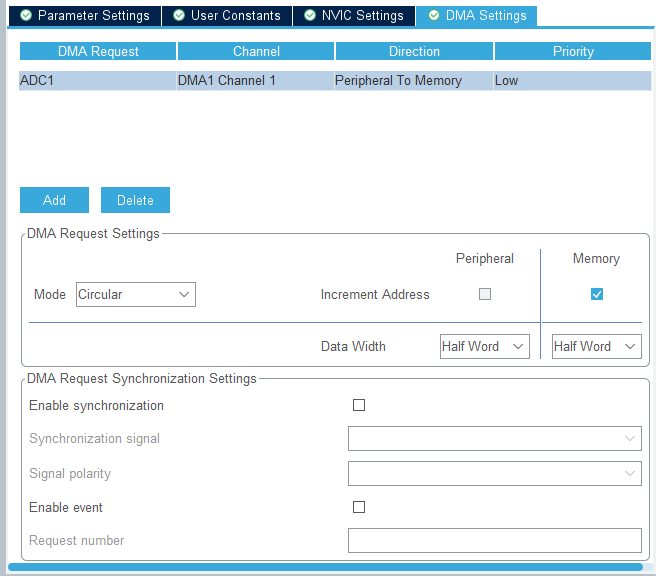 Parameter Settings User Constants NVIC Settings DMA Settings
DMA Request Channel Direction Priority
ADC1 DMA1 Channel 1 Peripheral To Memory Low
Add Delete
DMA Request Settings
Peripheral Memory
Mode Circular Increment Address
Data Width Half Word Half Word
DMA Request Synchronization Settings
Enable synchronization
Synchronization signal
Signal polarity
Enable event
Request number